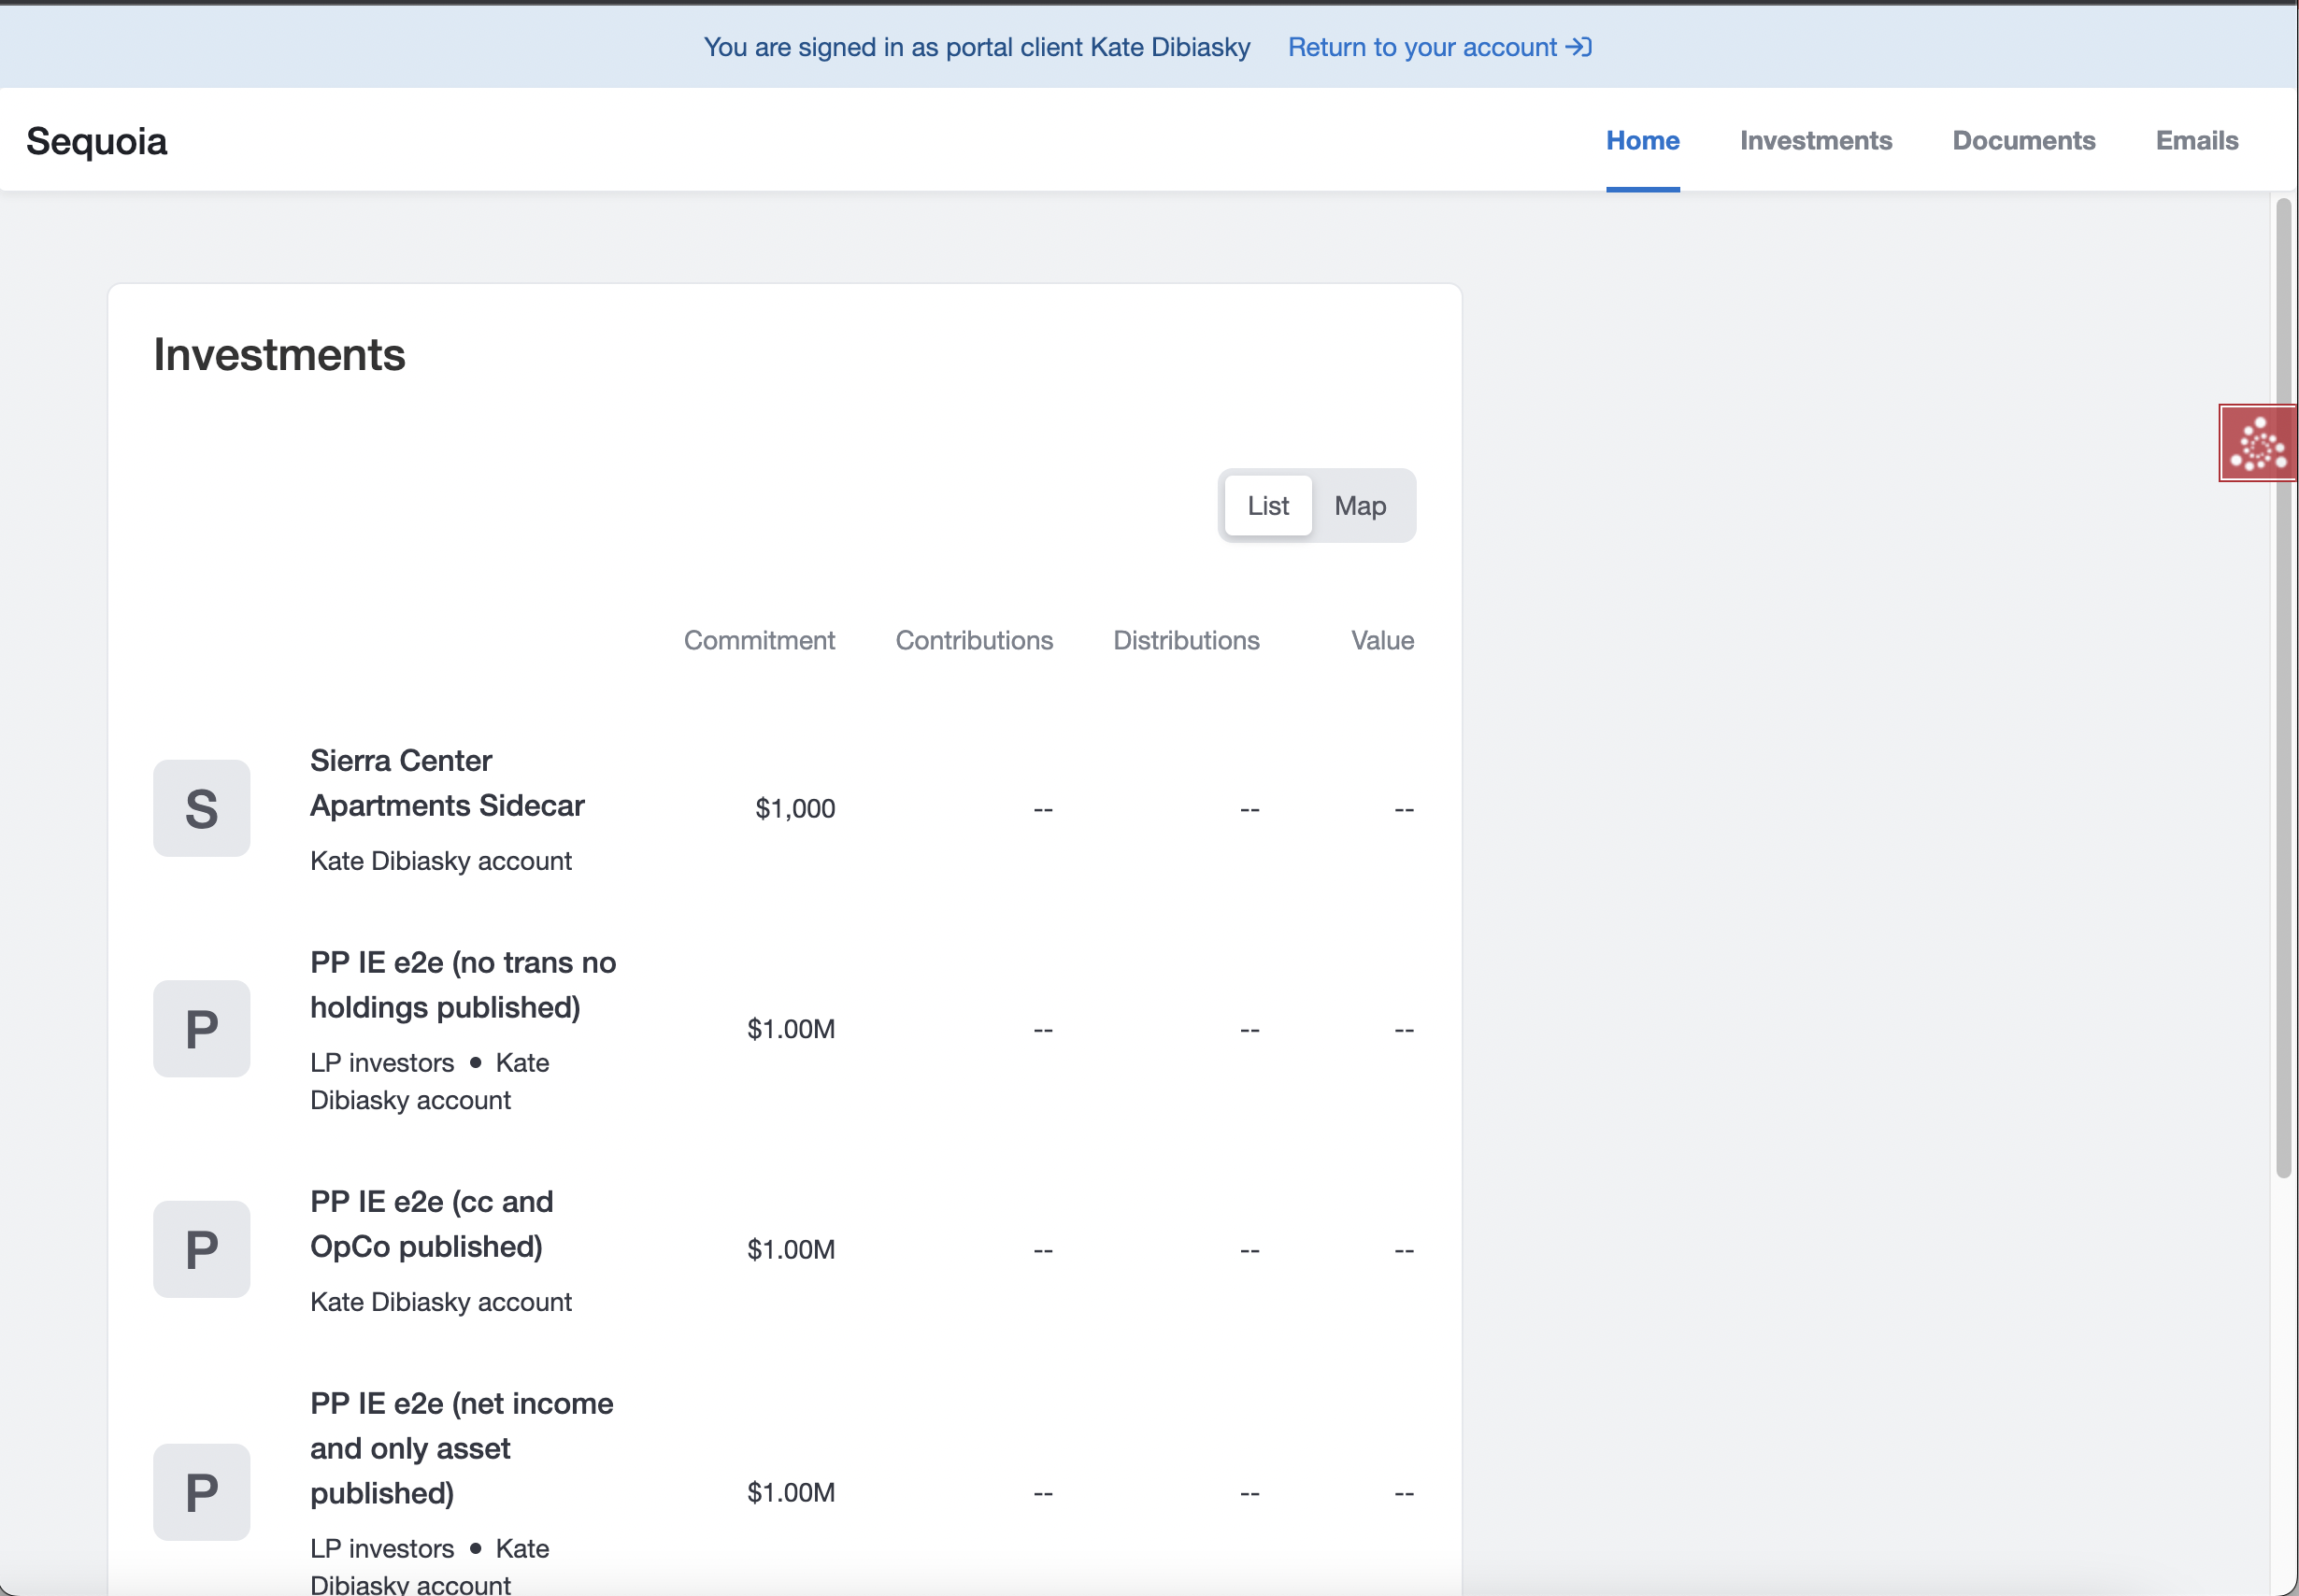 You are signed in as portal client Kate Dibiasky Return to your account
Sequoia
Home Investments Documents Emails
Investments
List Map
Commitment Contributions Distributions Value
S
Sierra Center
Apartments Sidecar
Kate Dibiasky account
$1,000 -- -- --
P
PP IE e2e (no trans no
holdings published)
LP investors • Kate
Dibiasky account
$1.00M -- -- --
P
PP IE e2e (cc and
OpCo published)
Kate Dibiasky account
$1.00M -- -- --
P
PP IE e2e (net income
and only asset
published)
LP investors • Kate
Dibiasky account
$1.00M -- -- --